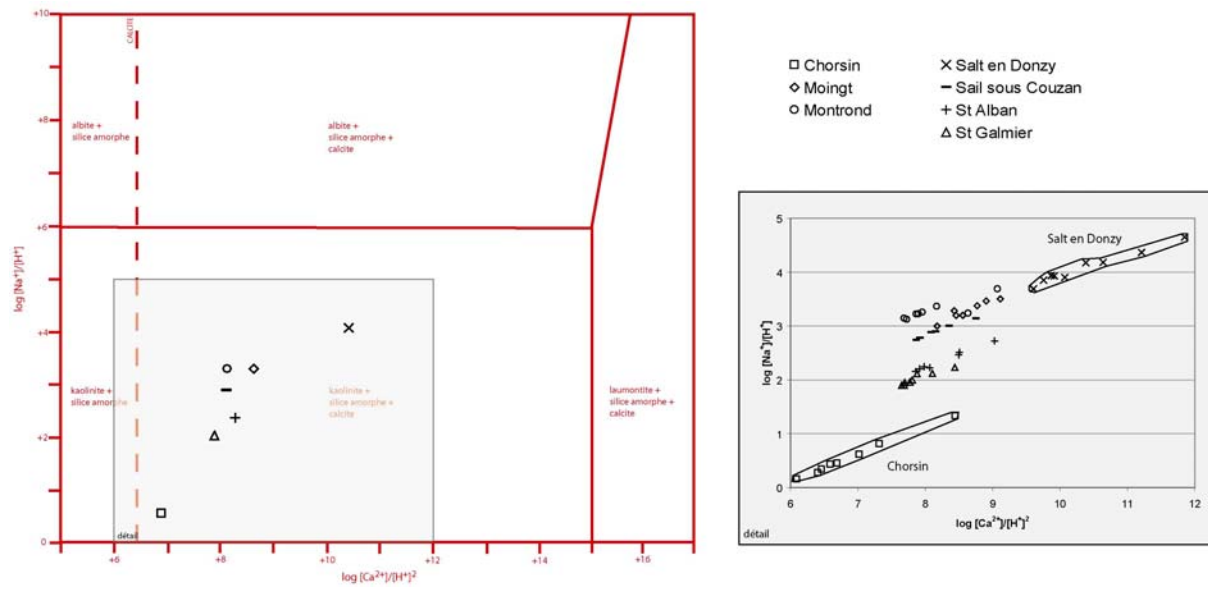 +10
CALCITE
albite +
silice amorphe
albite +
silice amorphe +
calcite
+8
+6
log [Na⁺]/[H⁺]
+4
kaolinite +
silice amorphe
kaolinite +
silice amorphe +
calcite
laumontite +
silice amorphe +
calcite
+2
0
détail
+6
+8
+10
+12
+14
+16
log [Ca²⁺]/[H⁺]²
Chorsin
Moingt
Montrond
Salt en Donzy
Sail sous Couzan
St Alban
St Galmier
5
4
3
2
1
0
log [Na⁺]/[H⁺]
Salt en Donzy
Chorsin
6
7
8
9
10
11
12
log [Ca²⁺]/[H⁺]²
détail